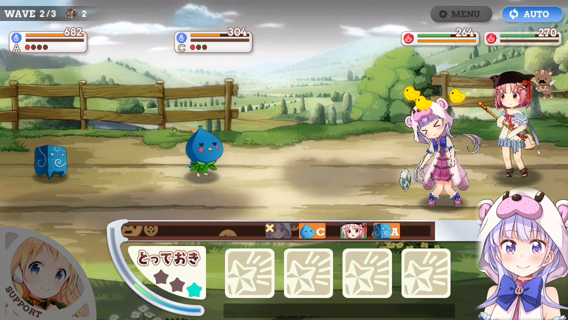 WAVE 2/3 2
MENU
AUTO
682
A
304
C
264
270
C
A
とっておき
SUPPORT